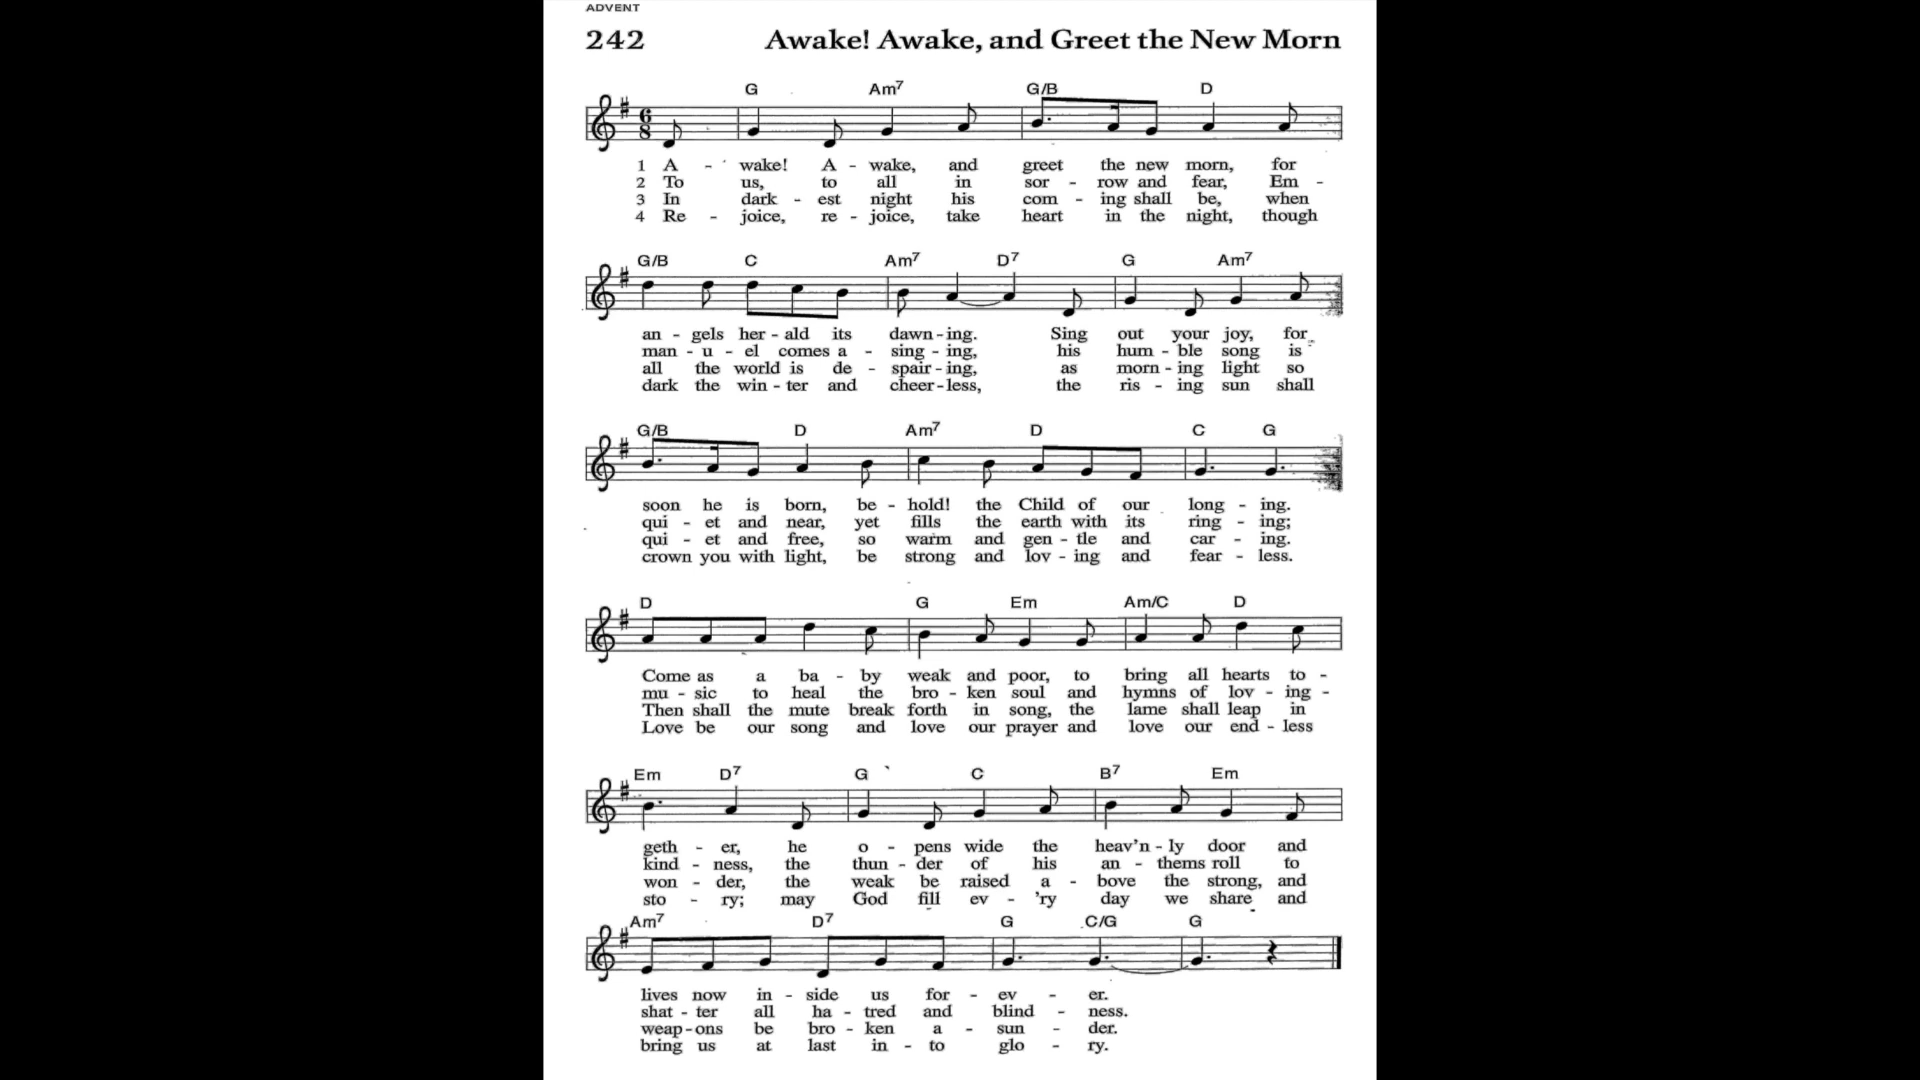 ADVENT
242 Awake! Awake, and Greet the New Morn
G Am7 G/B D
6
8
1 A - wake! A - wake, and greet the new morn, for
2 To us, to all in sor - row and fear, Em -
3 In dark - est night his com - ing shall be, when
4 Re - joice, re - joice, take heart in the night, though
G/B C Am7 D7 G Am7
an - gels her - ald its dawn - ing. Sing out your joy, for
man - u - el comes a - sing - ing, his hum - ble song is
all the world is de - spair - ing, as morn - ing light so
dark the win - ter and cheer - less, the ris - ing sun shall
G/B D Am7 D C G
soon he is born, be - hold! the Child of our long - ing.
qui - et and near, yet fills the earth with its ring - ing;
qui - et and free, so warm and gen - tle and car - ing.
crown you with light, be strong and lov - ing and fear - less.
D G Em Am/C D
Come as a ba - by weak and poor, to bring all hearts to -
mu - sic to heal the bro - ken soul and hymns of lov - ing -
Then shall the mute break forth in song, the lame shall leap in
Love be our song and love our prayer and love our end - less
Em D7 G C B7 Em
geth - er, he o - pens wide the heav'n - ly door and
kind - ness, the thun - der of his an - thems roll to
won - der, the weak be raised a - bove the strong, and
sto - ry; may God fill ev - 'ry day we share and
Am7 D7 G C/G G
lives now in - side us for - ev - er.
shat - ter all ha - tred and blind - ness.
weap - ons be bro - ken a - sun - der.
bring us at last in - to glo - ry.